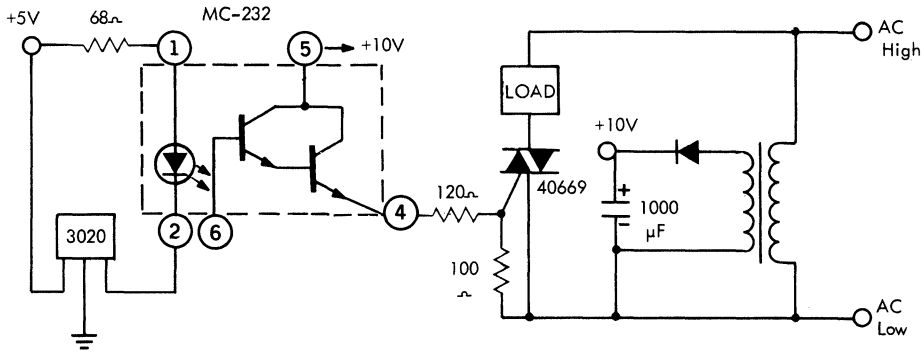 +5V
68Ω
MC-232
1
5
+10V
AC
High
LOAD
+10V
40669
120Ω
4
+
1000
μF
-
2
6
3020
100
Ω
AC
Low